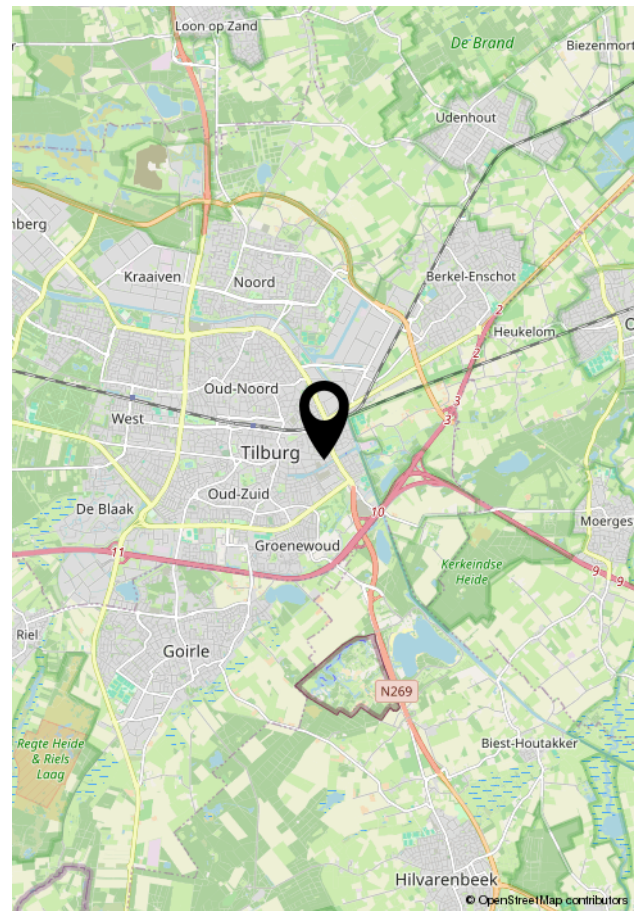 Loon op Zand
De Brand
Biezenmort
Udenhout
nberg
Kraaiven
Noord
Berkel-Enschot
2
Heukelom
2
Oud-Noord
3
3
West
Tilburg
Oud-Zuid
De Blaak
10
Moerges
11
Groenewoud
Kerkeindse
Heide
9
9
Riel
Goirle
N269
Regte Heide
& Riels
Laag
Biest-Houtakker
Hilvarenbeek
© OpenStreetMap contributors